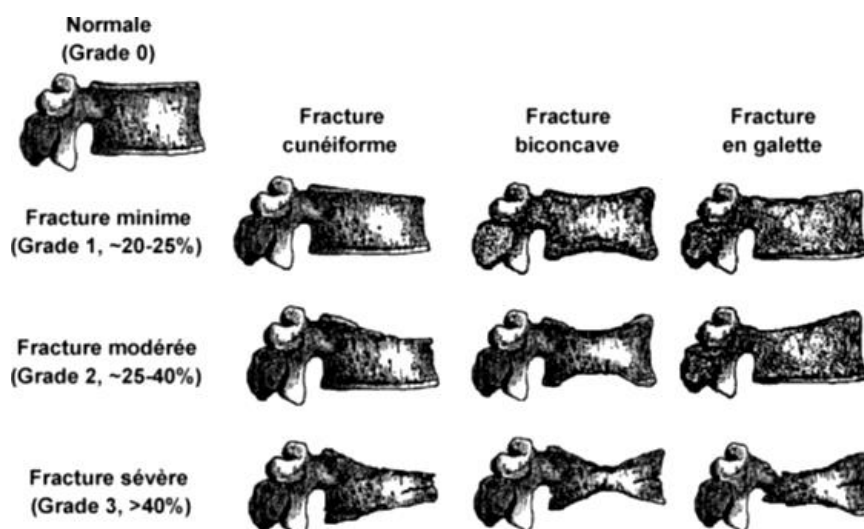 Normale
(Grade 0)
Fracture
cunéiforme
Fracture
biconcave
Fracture
en galette
Fracture minime
(Grade 1, ~20-25%)
Fracture modérée
(Grade 2, ~25-40%)
Fracture sévère
(Grade 3, >40%)